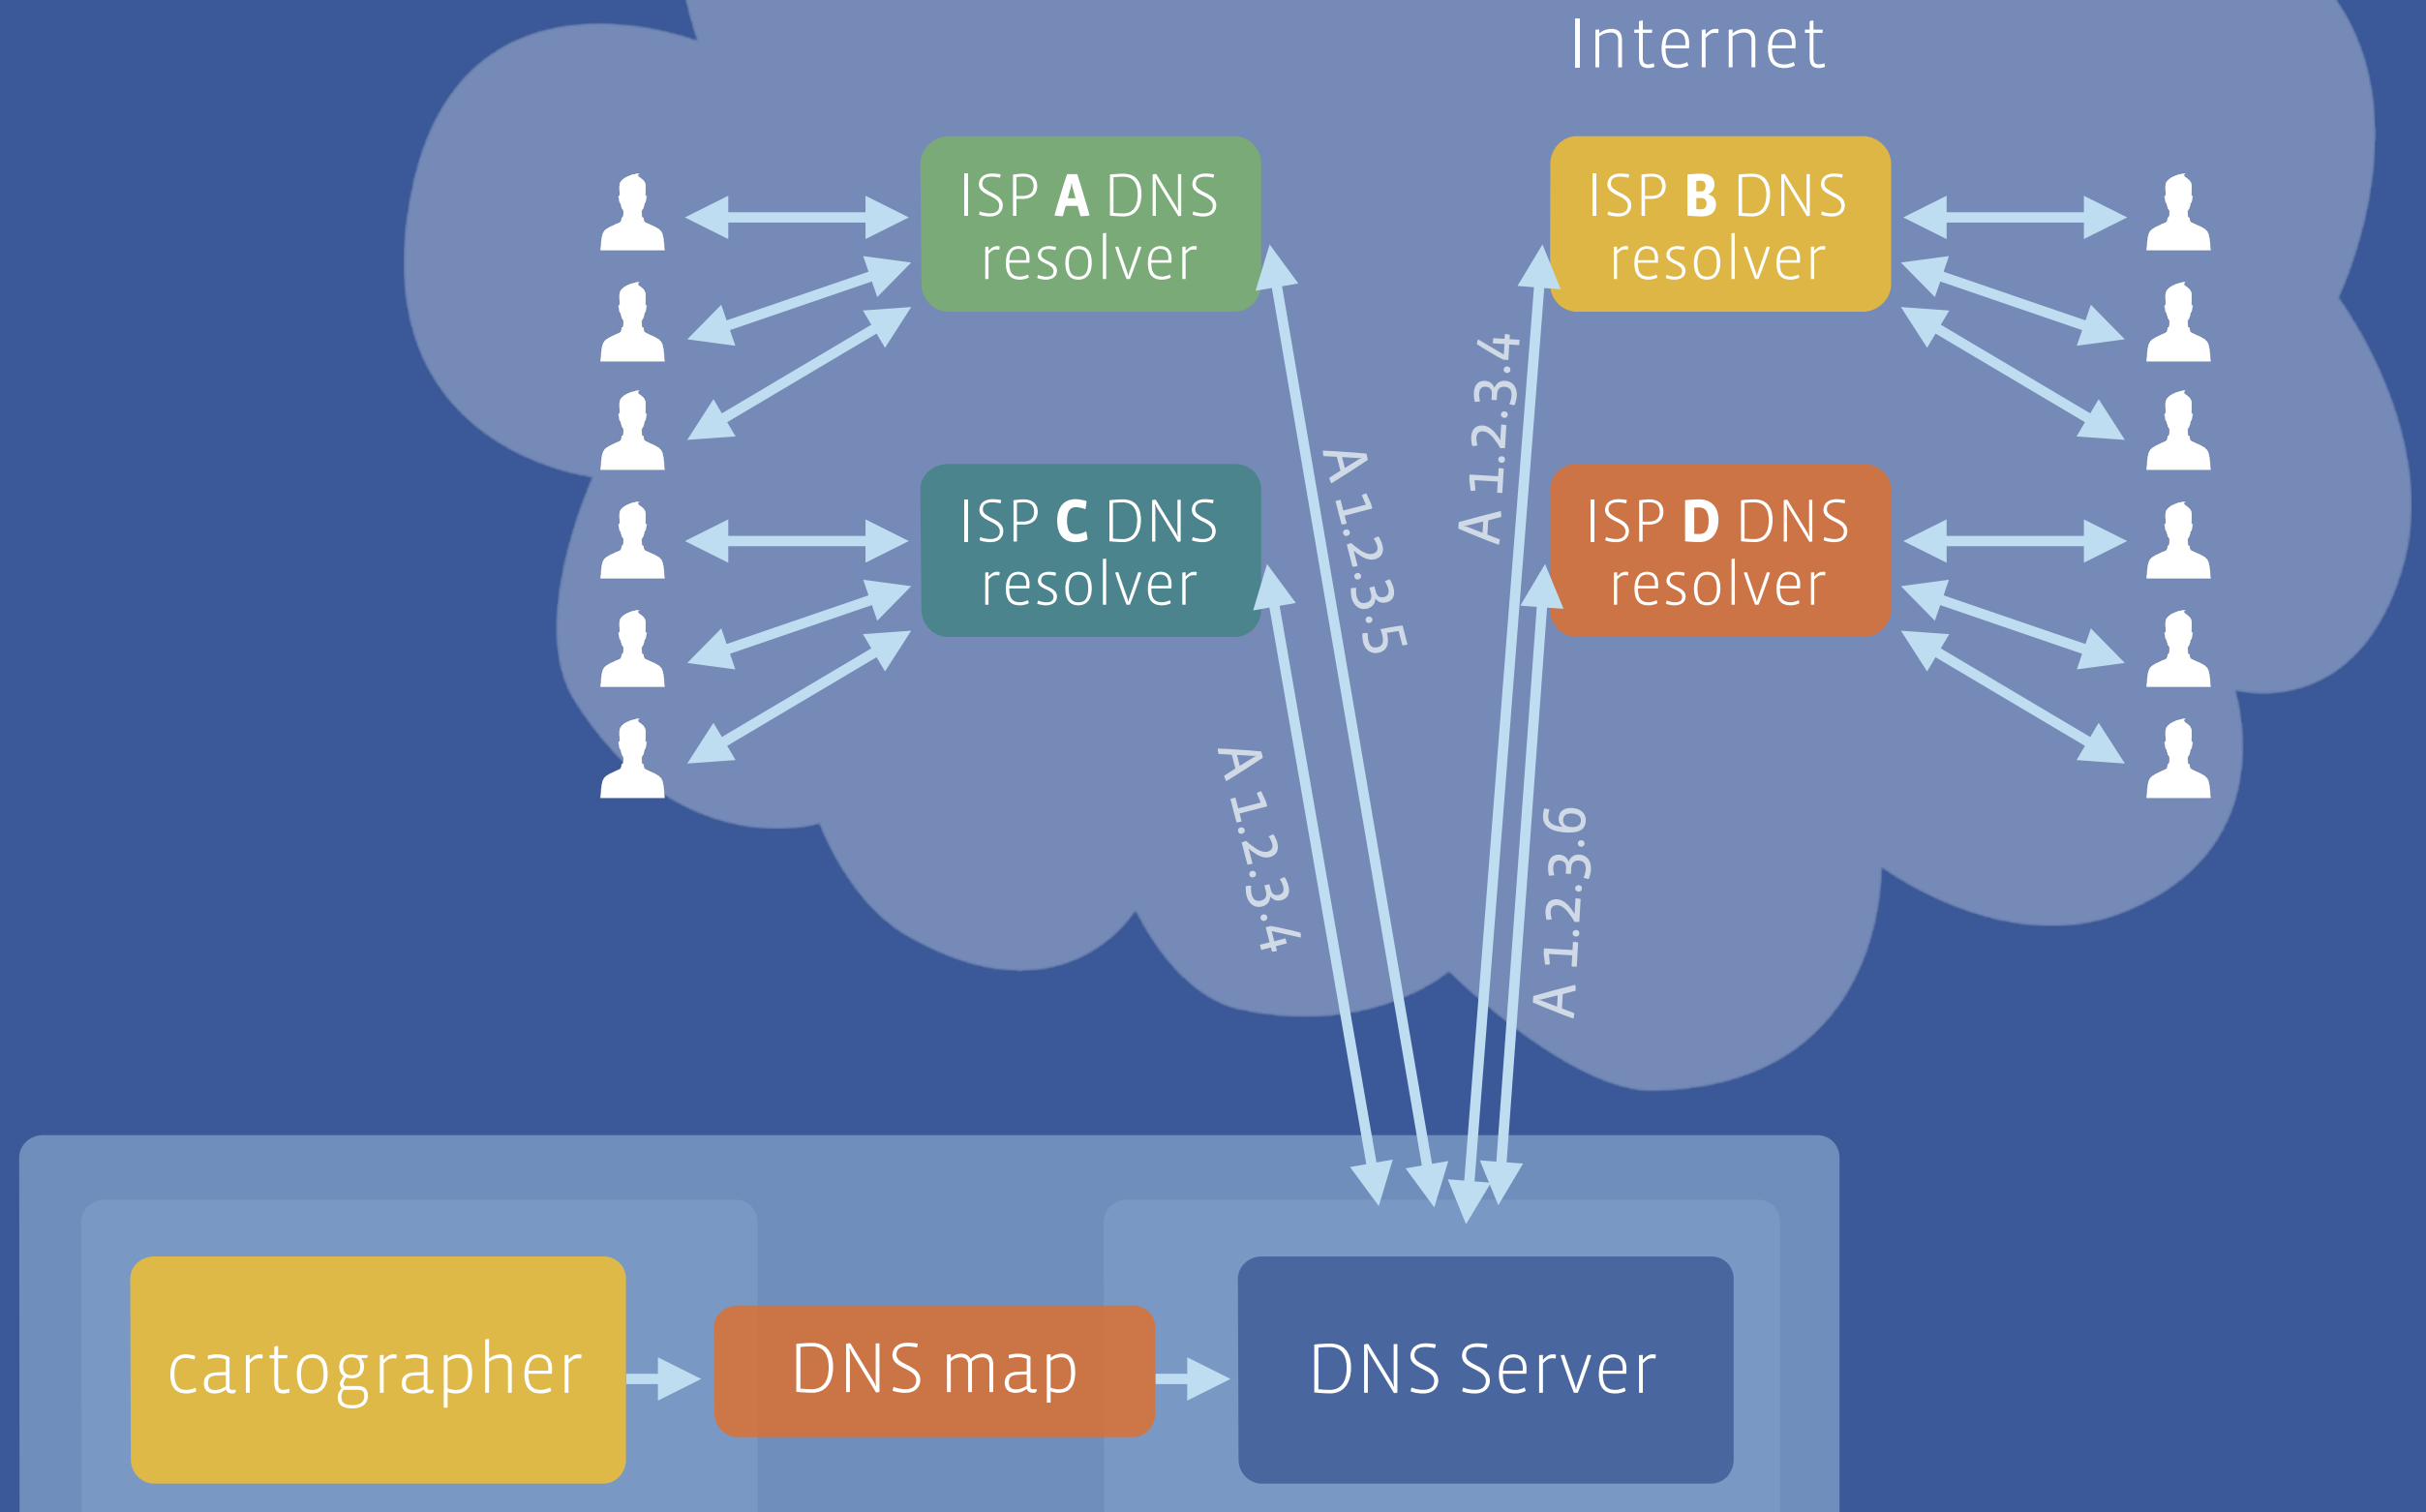 Internet
ISP A DNS
resolver
ISP B DNS
resolver
A 1.2.3.4
A 1.2.3.5
ISP C DNS
resolver
ISP D DNS
resolver
A 1.2.3.4
A 1.2.3.6
cartographer
DNS map
DNS Server